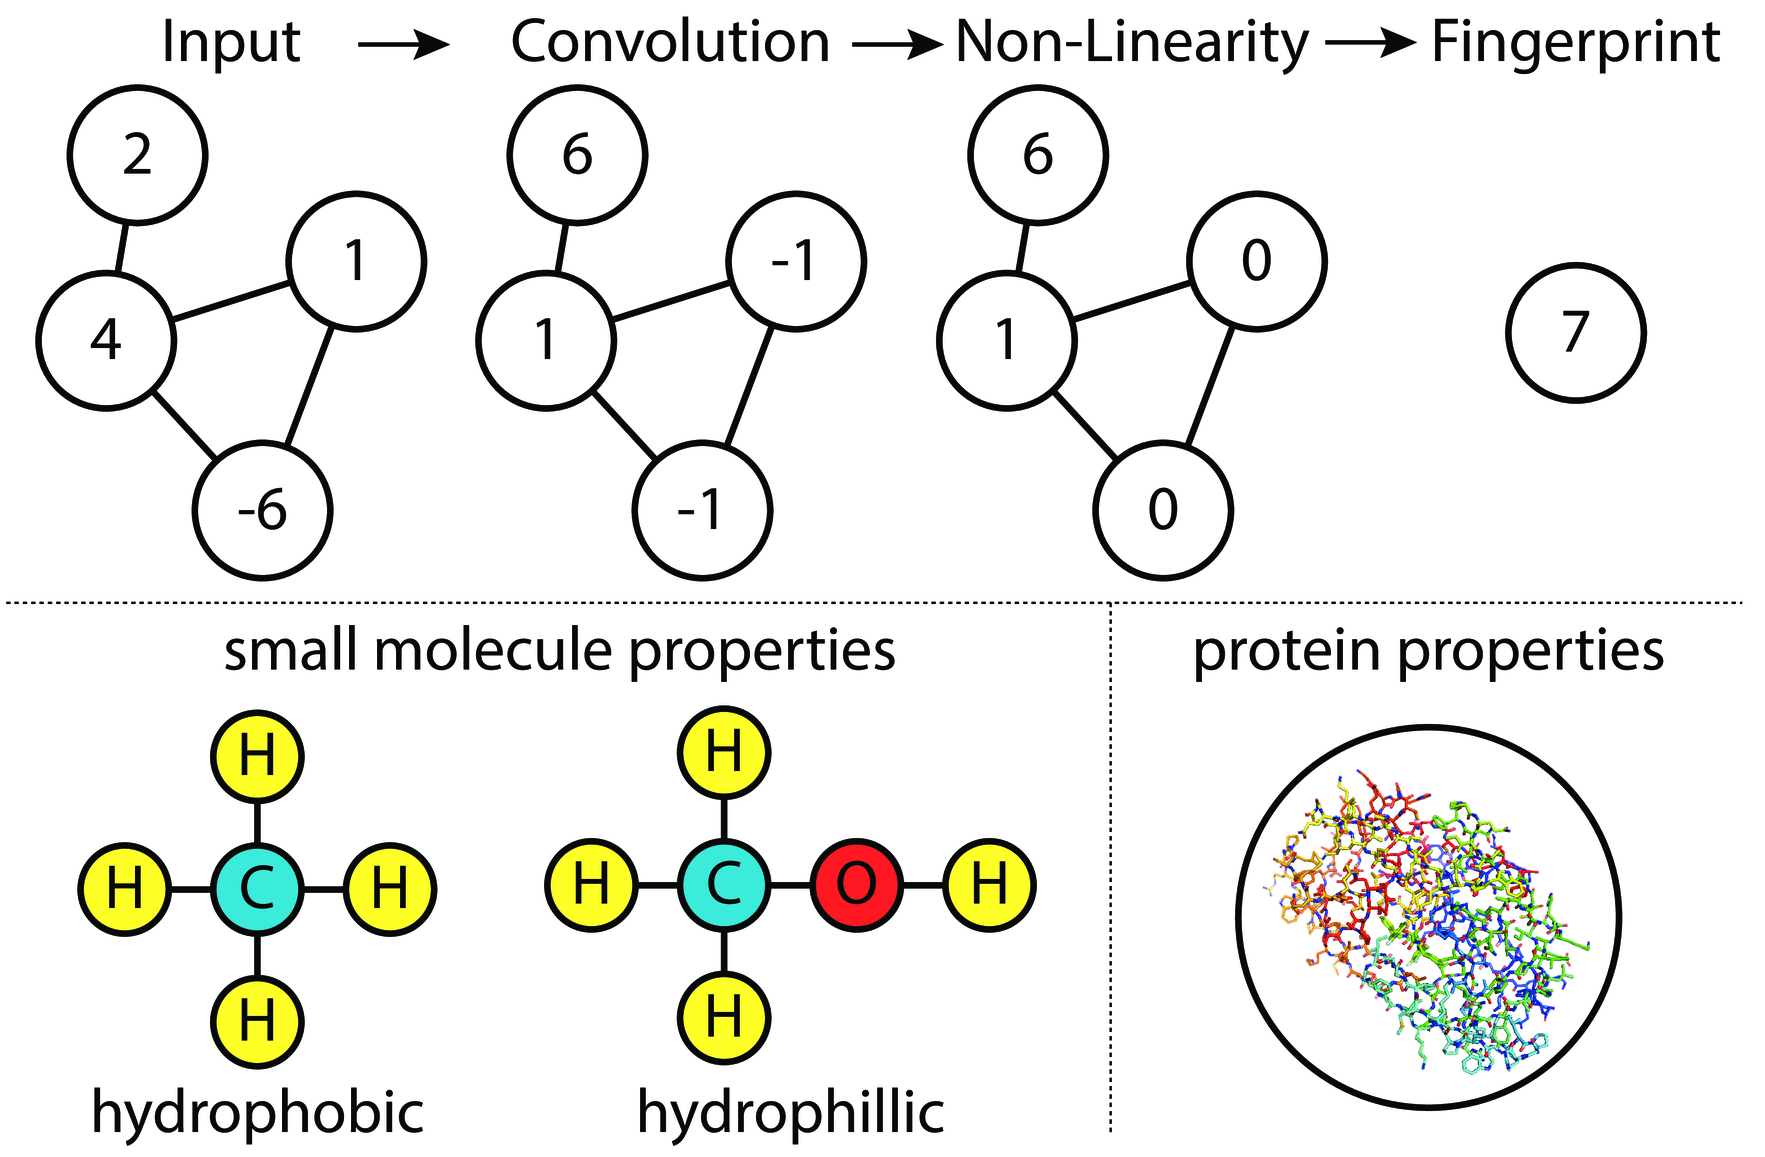 Input → Convolution → Non-Linearity → Fingerprint
2
1
4
-6
6
-1
1
-1
6
0
1
0
7
small molecule properties
H
H C H
H
hydrophobic
H
H C O H
H
hydrophillic
protein properties